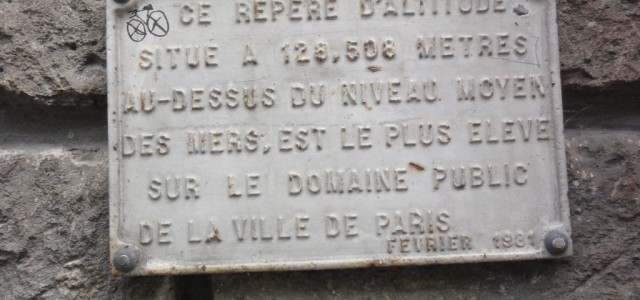 CE REPERE D'ALTITUDE
SITUE A 128,508 METRES
AU-DESSUS DU NIVEAU MOYEN
DES MERS, EST LE PLUS ELEVE
SUR LE DOMAINE PUBLIC
DE LA VILLE DE PARIS
FEVRIER 1981